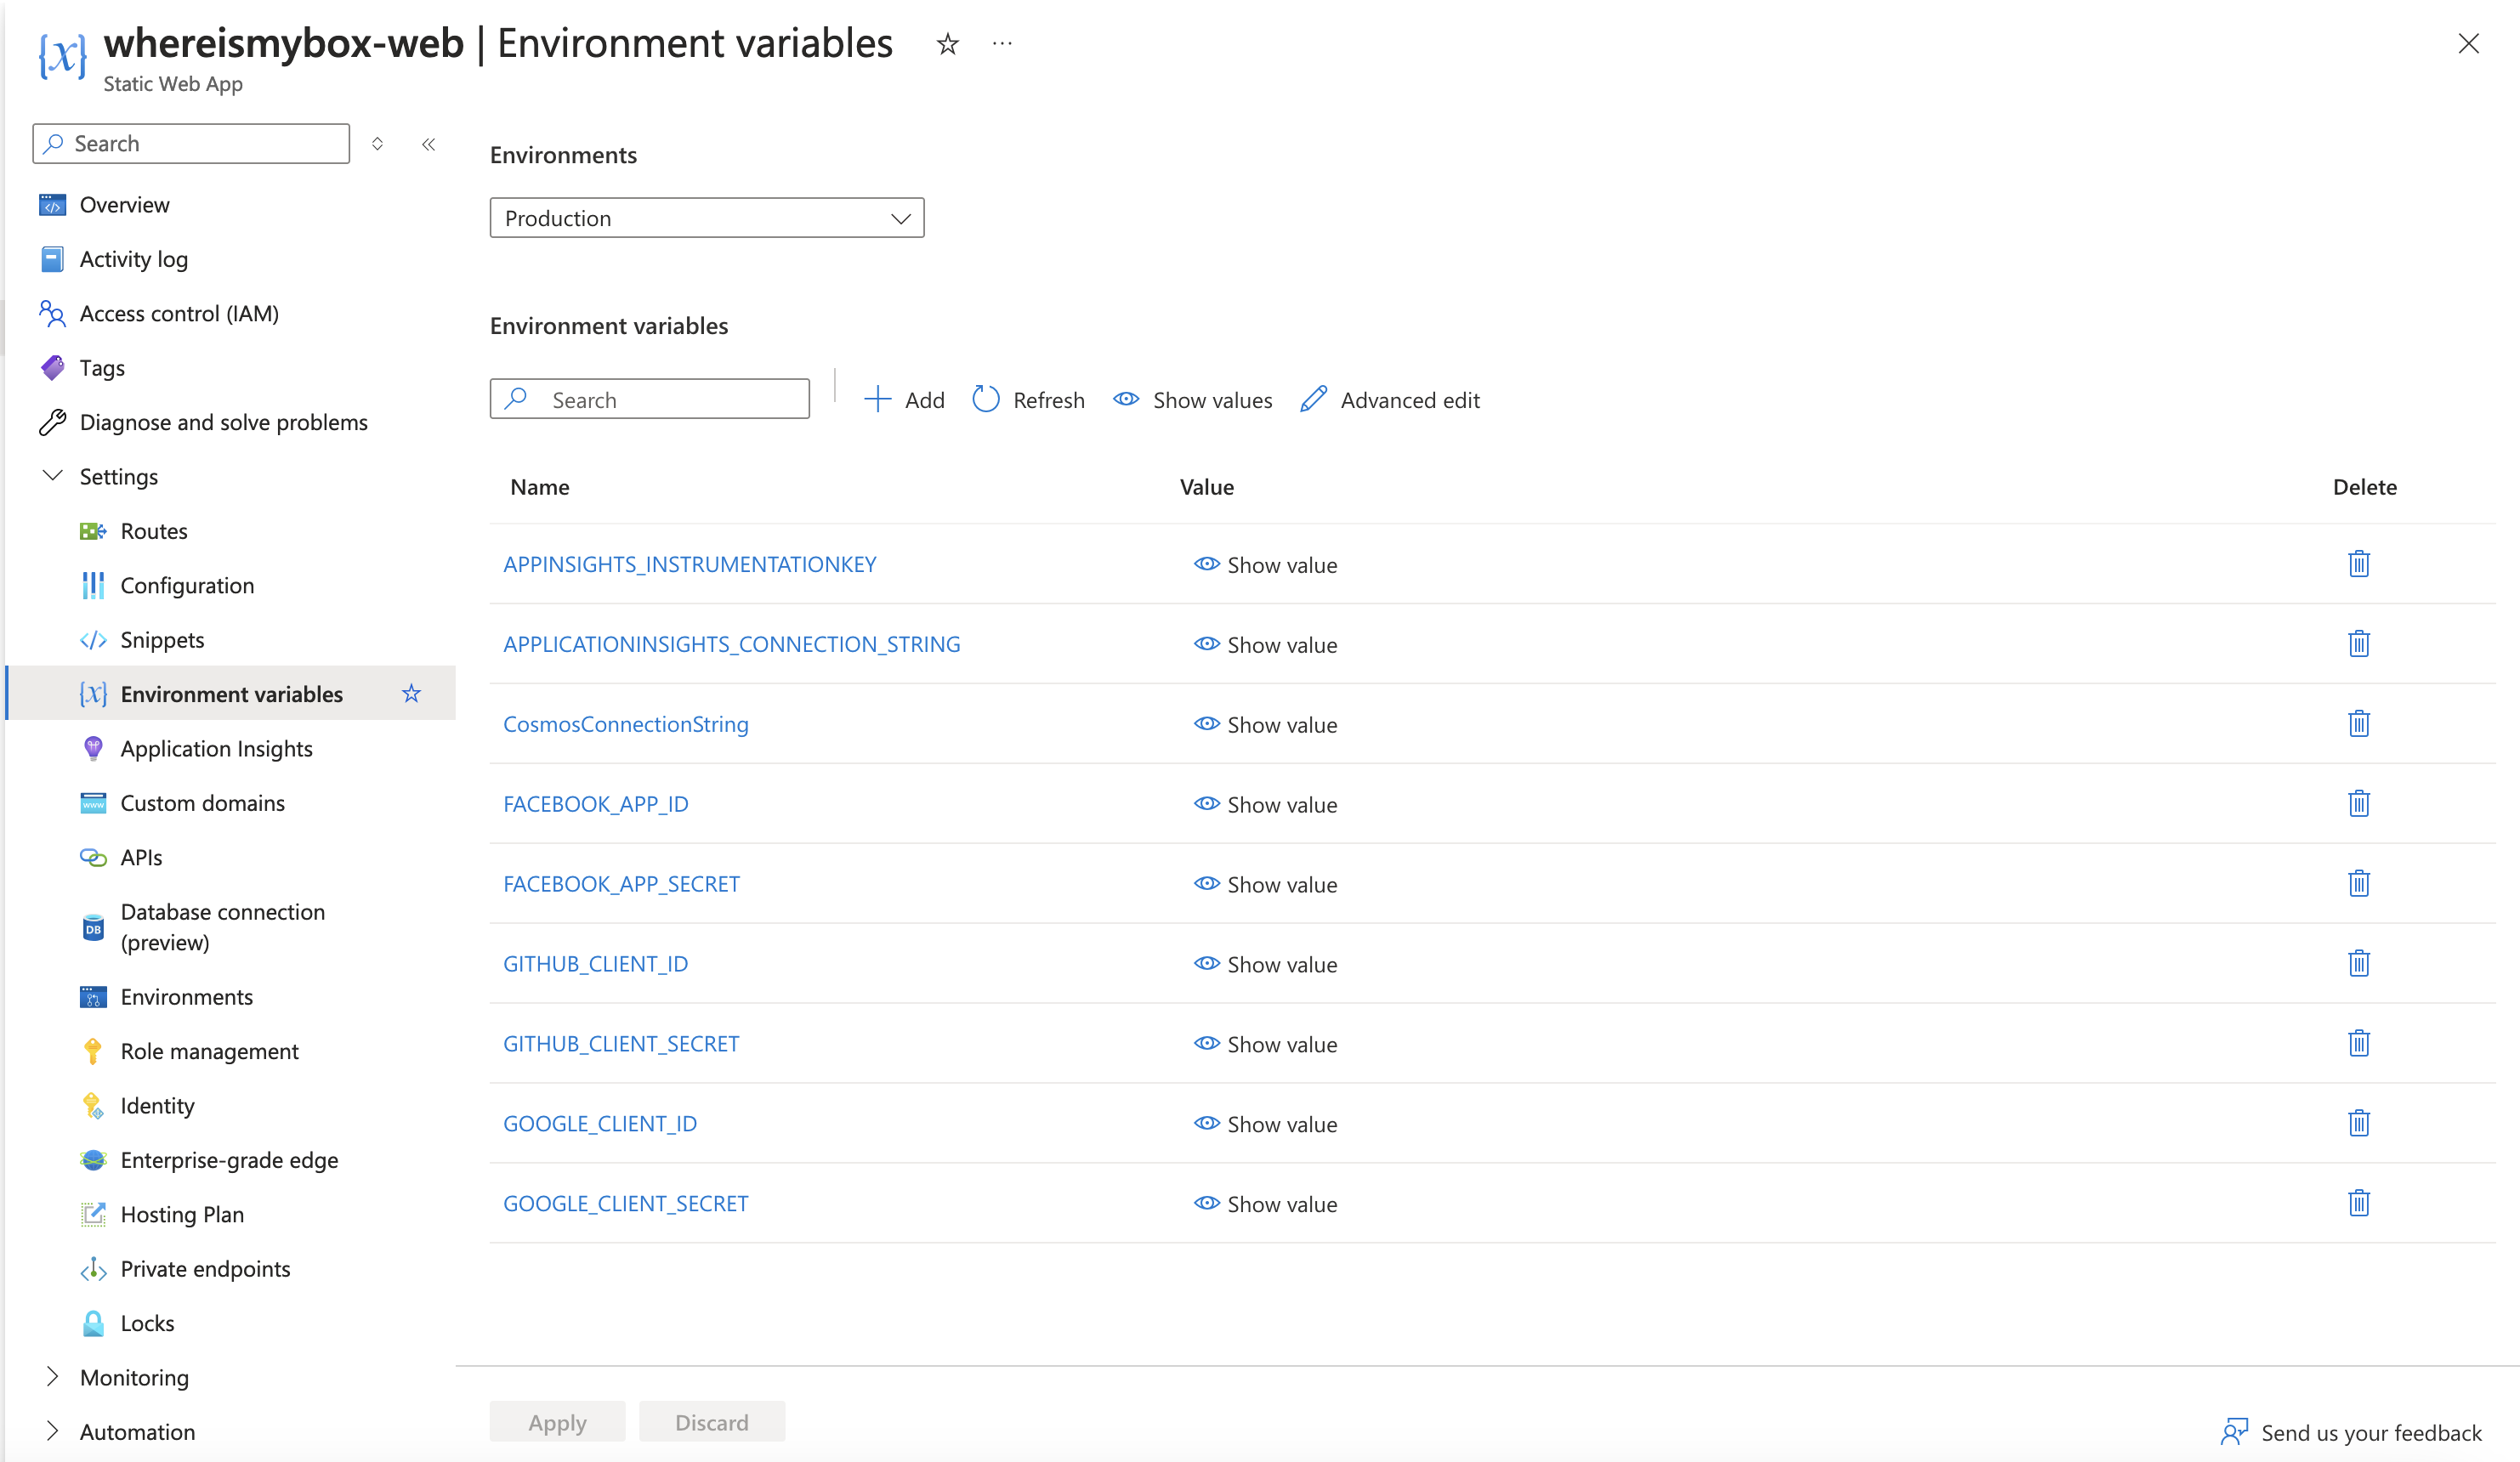 whereismybox-web | Environment variables
Static Web App
Search
Overview
Activity log
Access control (IAM)
Tags
Diagnose and solve problems
Settings
Routes
Configuration
Snippets
Environment variables
Application Insights
Custom domains
APIs
Database connection
(preview)
Environments
Role management
Identity
Enterprise-grade edge
Hosting Plan
Private endpoints
Locks
Monitoring
Automation
Environments
Production
Environment variables
Search Add Refresh Show values Advanced edit
Name Value Delete
APPINSIGHTS_INSTRUMENTATIONKEY Show value
APPLICATIONINSIGHTS_CONNECTION_STRING Show value
CosmosConnectionString Show value
FACEBOOK_APP_ID Show value
FACEBOOK_APP_SECRET Show value
GITHUB_CLIENT_ID Show value
GITHUB_CLIENT_SECRET Show value
GOOGLE_CLIENT_ID Show value
GOOGLE_CLIENT_SECRET Show value
Apply Discard
Send us your feedback